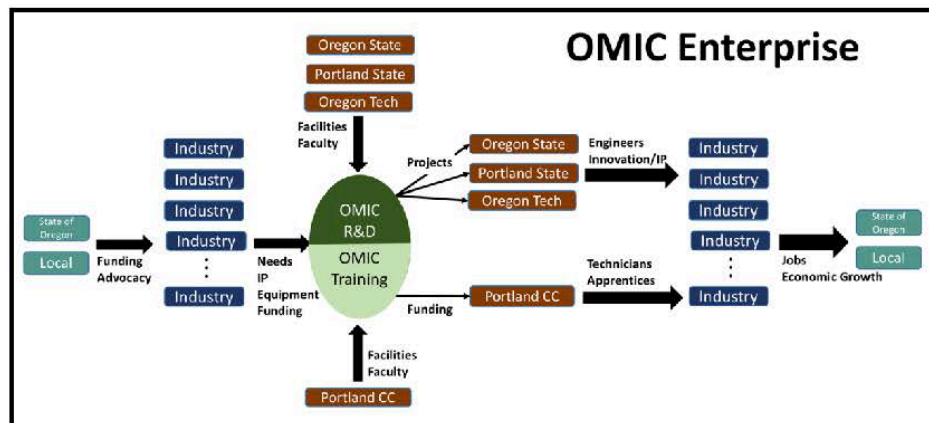 OMIC Enterprise
Oregon State
Portland State
Oregon Tech
Facilities
Faculty
State of
Oregon
Local
Funding
Advocacy
Industry
Industry
Industry
Industry
Industry
Needs
IP
Equipment
Funding
OMIC
R&D
OMIC
Training
Projects
Oregon State
Portland State
Oregon Tech
Engineers
Innovation/IP
Funding
Portland CC
Technicians
Apprentices
Facilities
Faculty
Portland CC
Industry
Industry
Industry
Industry
Industry
Jobs
Economic Growth
State of
Oregon
Local